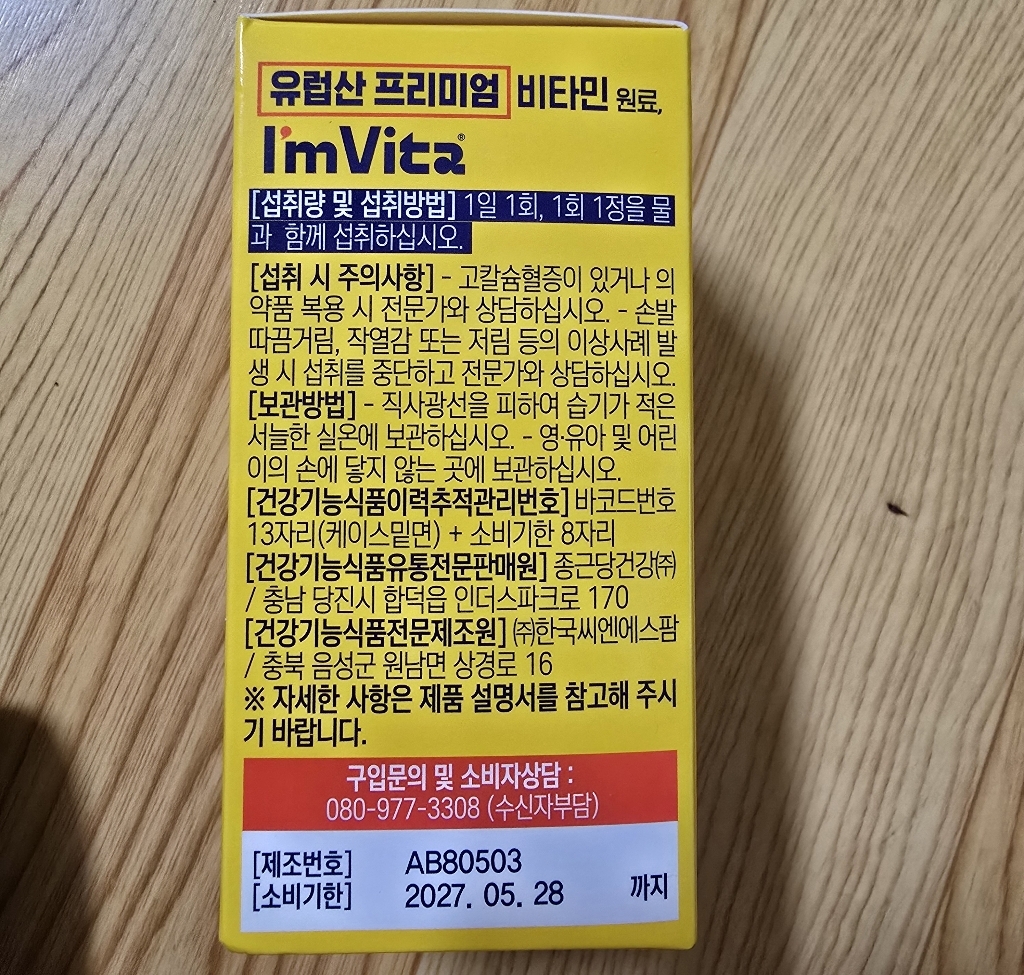 유럽산 프리미엄 비타민 원료,
I'mVita®
[섭취량 및 섭취방법] 1일 1회, 1회 1정을 물
과 함께 섭취하십시오.
[섭취 시 주의사항] - 고칼슘혈증이 있거나 의
약품 복용 시 전문가와 상담하십시오. - 손발
따끔거림, 작열감 또는 저림 등의 이상사례 발
생 시 섭취를 중단하고 전문가와 상담하십시오.
[보관방법] - 직사광선을 피하여 습기가 적은
서늘한 실온에 보관하십시오. - 영·유아 및 어린
이의 손에 닿지 않는 곳에 보관하십시오.
[건강기능식품이력추적관리번호] 바코드번호
13자리(케이스밑면) + 소비기한 8자리
[건강기능식품유통전문판매원] 종근당건강㈜
/ 충남 당진시 합덕읍 인더스파크로 170
[건강기능식품전문제조원] ㈜한국씨엔에스팜
/ 충북 음성군 원남면 상경로 16
※ 자세한 사항은 제품 설명서를 참고해 주시
기 바랍니다.
구입문의 및 소비자상담 :
080-977-3308 (수신자부담)
[제조번호] AB80503
[소비기한] 2027. 05. 28 까지